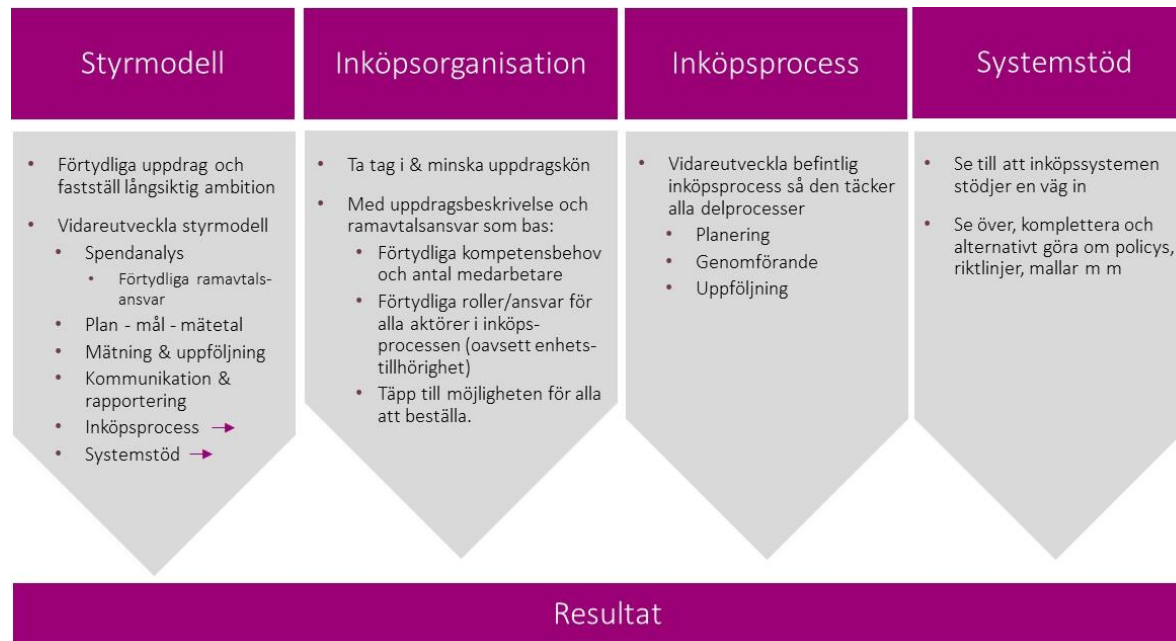 Styrmodell
Förtydliga uppdrag och
fastställ långsiktig ambition
Vidareutveckla styrmodell
Spendanalys
Förtydliga ramavtals-
ansvar
Plan - mål - mätetal
Mätning & uppföljning
Kommunikation &
rapportering
Inköpsprocess →
Systemstöd →
Inköpsorganisation
Ta tag i & minska uppdragskön
Med uppdragsbeskrivelse och
ramavtalsansvar som bas:
Förtydliga kompetensbehov
och antal medarbetare
Förtydliga roller/ansvar för
alla aktörer i inköps-
processen (oavsett enhets-
tillhörighet)
Täpp till möjligheten för alla
att beställa.
Inköpsprocess
Vidareutveckla befintlig
inköpsprocess så den täcker
alla delprocesser
Planering
Genomförande
Uppföljning
Systemstöd
Se till att inköpssystemen
stödjer en väg in
Se över, komplettera och
alternativt göra om policys,
riktlinjer, mallar m m
Resultat